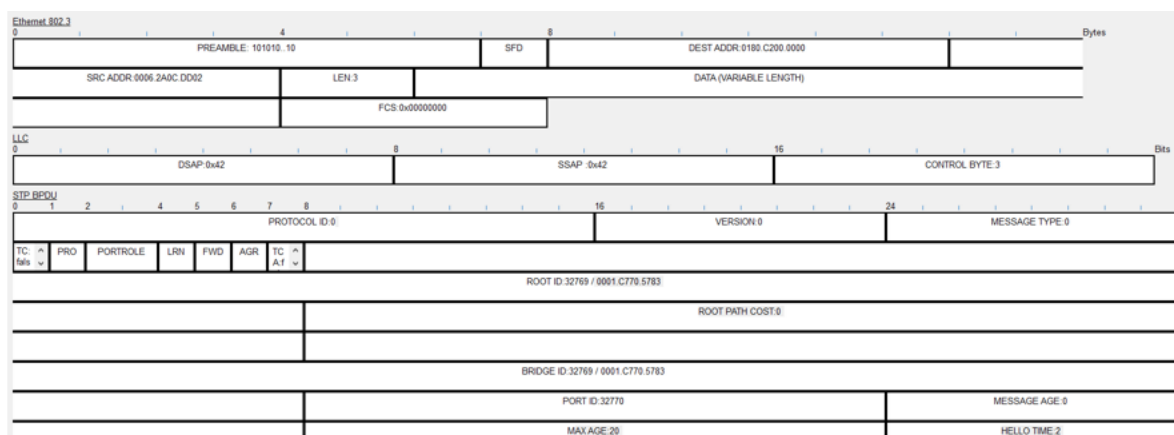 Ethernet 802.3
0 4 8 Bytes
PREAMBLE: 101010..10 SFD DEST ADDR:0180.C200.0000
SRC ADDR:0006.2A0C.DD02 LEN:3 DATA (VARIABLE LENGTH)
FCS:0x00000000
LLC
0 8 16 Bits
DSAP:0x42 SSAP :0x42 CONTROL BYTE:3
STP BPDU
0 1 2 4 5 6 7 8 16 24
PROTOCOL ID:0 VERSION:0 MESSAGE TYPE:0
TC: PRO PORTROLE LRN FWD AGR TC
fals A:f
ROOT ID:32769 / 0001.C770.5783
ROOT PATH COST:0
BRIDGE ID:32769 / 0001.C770.5783
PORT ID:32770 MESSAGE AGE:0
MAX AGE:20 HELLO TIME:2